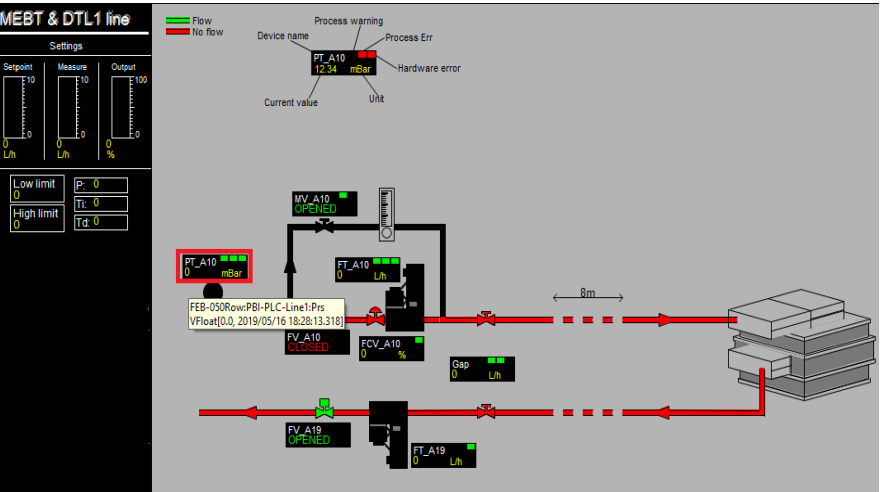 MEBT & DTL1 line
Settings
Setpoint
Measure
Output
10
10
100
0
0
0
0
0
0
L/h
L/h
%
Low limit
0
High limit
0
P: 0
Ti: 0
Td: 0
Flow
No flow
Process warning
Device name
Process Err
PT_A10
12.34 mBar
Hardware error
Current value
Unit
MV_A10
OPENED
PT_A10
0 mBar
FT_A10
0 L/h
8m
FEB-050Row:PBI-PLC-Line1:Prs
VFloat[0.0, 2019/05/16 18:28:13.318]
FV_A10
CLOSED
FCV_A10
0 %
Gap
0 L/h
FV_A19
OPENED
FT_A19
0 L/h